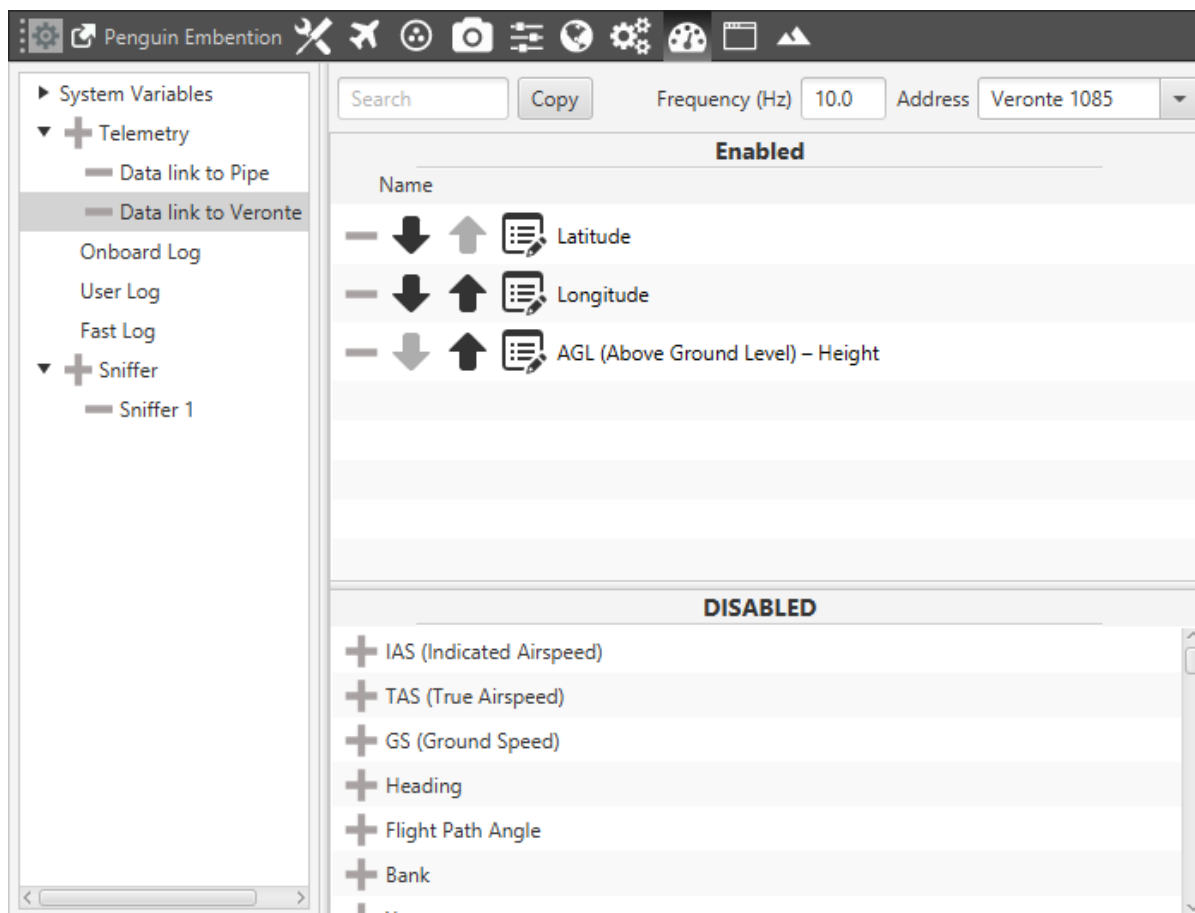 Penguin Embention
System Variables
Telemetry
Data link to Pipe
Data link to Veronte
Onboard Log
User Log
Fast Log
Sniffer
Sniffer 1
Search Copy Frequency (Hz) 10.0 Address Veronte 1085
Enabled
Name
Latitude
Longitude
AGL (Above Ground Level) – Height
DISABLED
IAS (Indicated Airspeed)
TAS (True Airspeed)
GS (Ground Speed)
Heading
Flight Path Angle
Bank